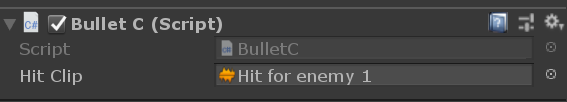 Bullet C (Script)
Script BulletC
Hit Clip Hit for enemy 1